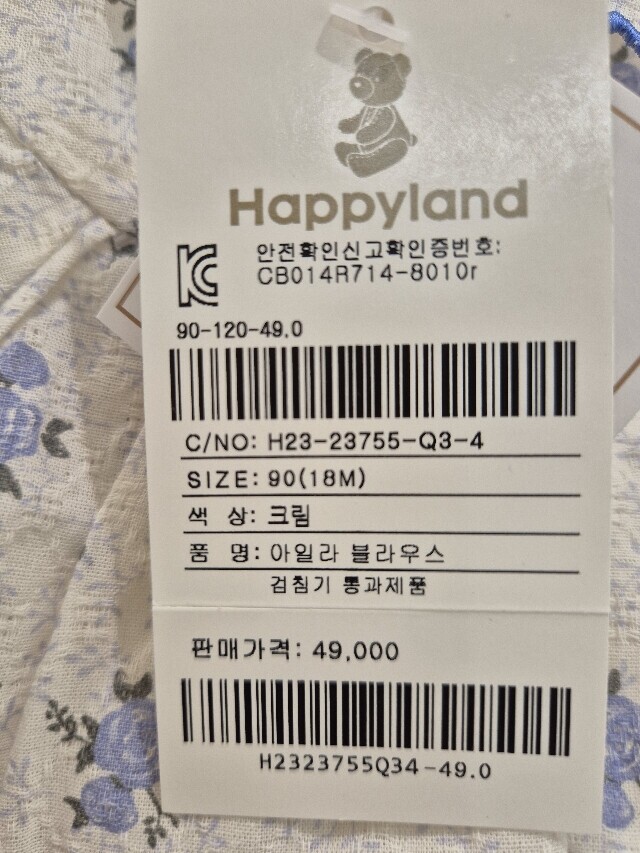 Happyland
안전확인신고확인증번호:
CB014R714-8010r
90-120-49.0
C/NO: H23-23755-Q3-4
SIZE: 90(18M)
색 상: 크림
품 명: 아일라 블라우스
검침기 통과제품
판매가격: 49,000
H2323755Q34-49.0